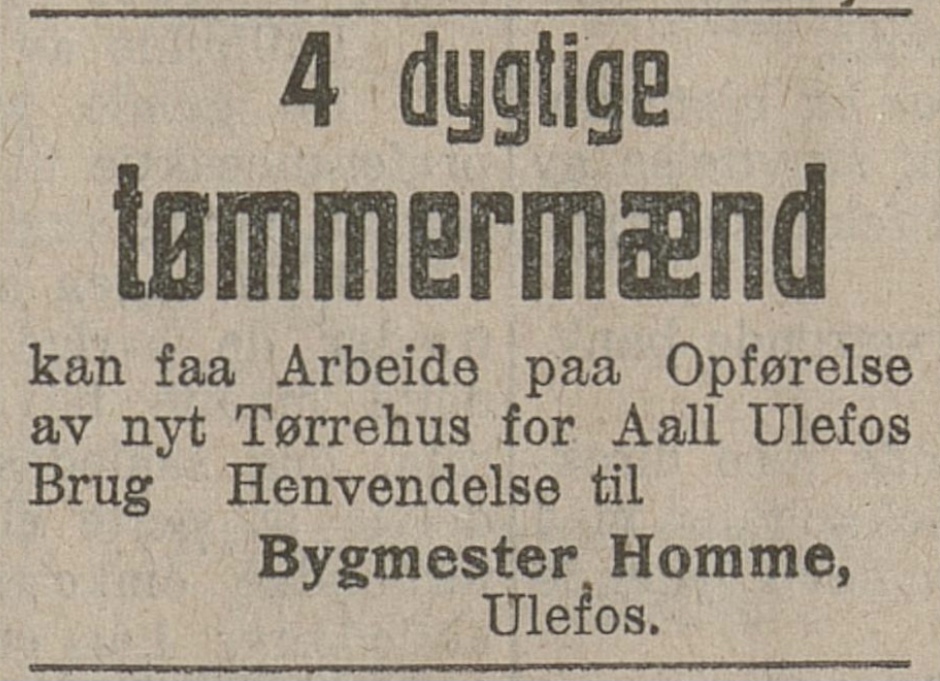 4 dygtige
tømmermænd
kan faa Arbeide paa Opførelse
av nyt Tørrehus for Aall Ulefos
Brug Henvendelse til
Bygmester Homme,
Ulefos.